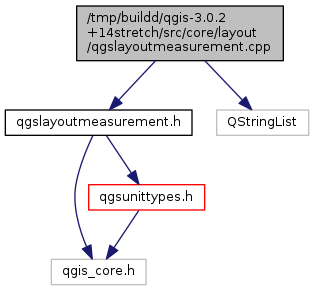 /tmp/buildd/qgis-3.0.2
+14stretch/src/core/layout
/qgslayoutmeasurement.cpp
qgslayoutmeasurement.h
QStringList
qgsunittypes.h
qgis_core.h